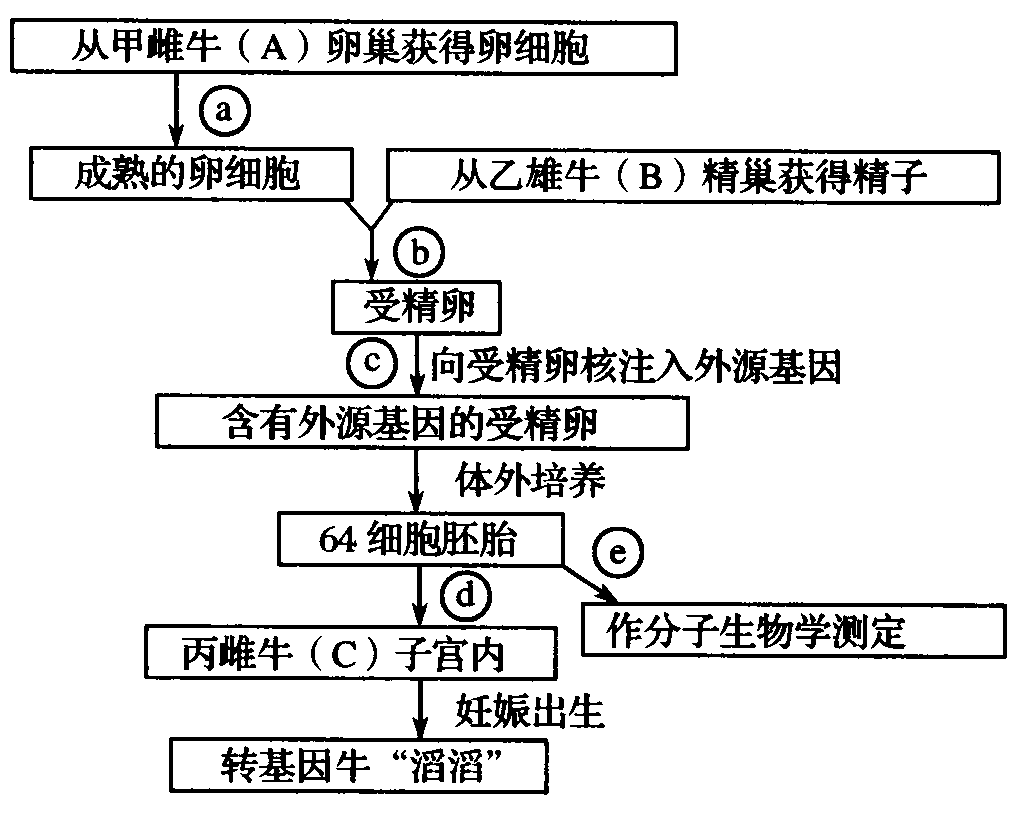 从甲雌牛（A）卵巢获得卵细胞
a
成熟的卵细胞
从乙雄牛（B）精巢获得精子
b
受精卵
c
向受精卵核注入外源基因
含有外源基因的受精卵
体外培养
64细胞胚胎
e
d
作分子生物学测定
丙雌牛（C）子宫内
妊娠出生
转基因牛“滔滔”